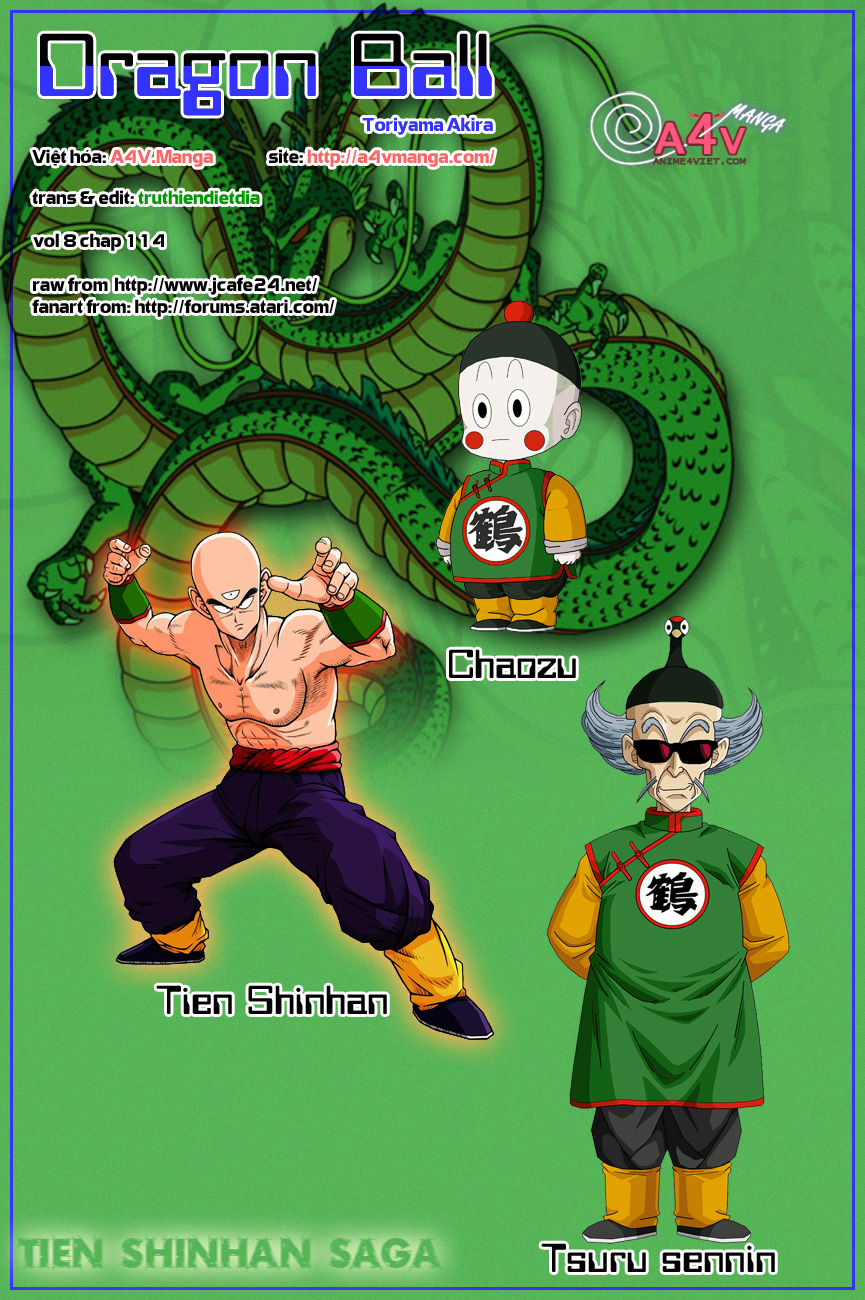 Dragon Ball
Toriyama Akira
A4V MANGA
ANIME4VIET.COM
Việt hóa: A4V.Manga site: http://a4vmanga.com/
trans & edit: truthiendietdia
vol 8 chap 114
raw from http://www.jcafe24.net/
fanart from: http://forums.atari.com/
鶴
Chaozu
鶴
Tien Shinhan
TIEN SHINHAN SAGA
Tsuru sennin